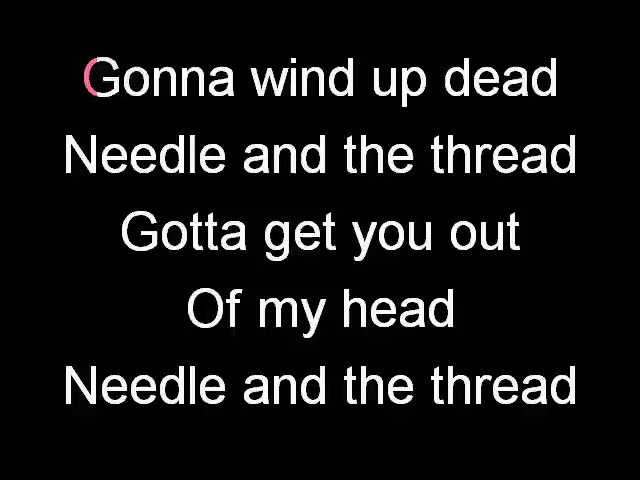 Gonna wind up dead
Needle and the thread
Gotta get you out
Of my head
Needle and the thread